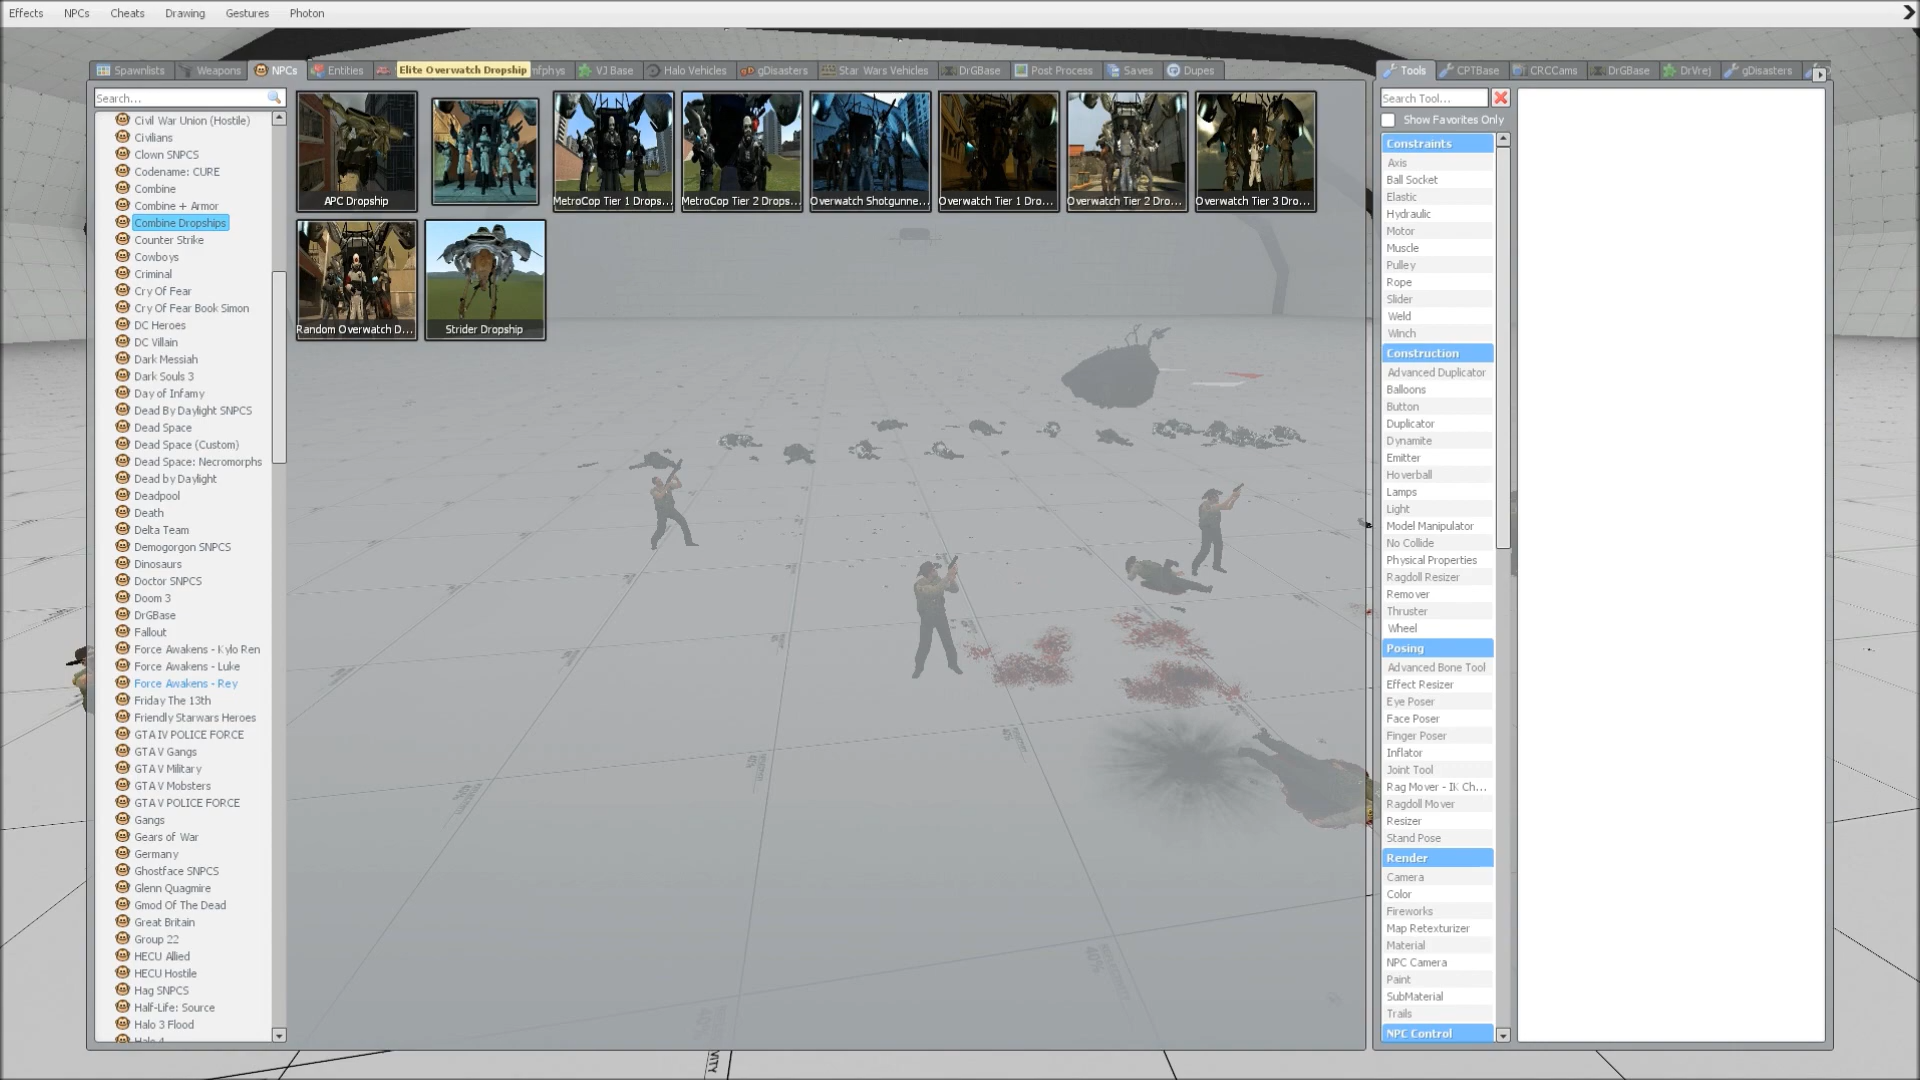 Effects NPCs Cheats Drawing Gestures Photon
Spawnlists Weapons NPCs Entities Elite Overwatch Dropship mfphys VJ Base Halo Vehicles gDisasters Star Wars Vehicles DrGBase Post Process Saves Dupes
Search...
Civil War Union (Hostile)
Civilians
Clown SNPCS
Codename: CURE
Combine
Combine + Armor
Combine Dropships
Counter Strike
Cowboys
Criminal
Cry Of Fear
Cry Of Fear Book Simon
DC Heroes
DC Villain
Dark Messiah
Dark Souls 3
Day of Infamy
Dead By Daylight SNPCS
Dead Space
Dead Space (Custom)
Dead Space: Necromorphs
Dead by Daylight
Deadpool
Death
Delta Team
Demogorgon SNPCS
Dinosaurs
Doctor SNPCS
Doom 3
DrGBase
Fallout
Force Awakens - Kylo Ren
Force Awakens - Luke
Force Awakens - Rey
Friday The 13th
Friendly Starwars Heroes
GTA IV POLICE FORCE
GTA V Gangs
GTA V Military
GTA V Mobsters
GTA V POLICE FORCE
Gangs
Gears of War
Germany
Ghostface SNPCS
Glenn Quagmire
Gmod Of The Dead
Great Britain
Group 22
HECU Allied
HECU Hostile
Hag SNPCS
Half-Life: Source
Halo 3 Flood
Halo 4
APC Dropship
MetroCop Tier 1 Drops...
MetroCop Tier 2 Drops...
Overwatch Shotgunne...
Overwatch Tier 1 Dro...
Overwatch Tier 2 Dro...
Overwatch Tier 3 Dro...
Random Overwatch D...
Strider Dropship
40%
Tools CPTBase CRCCams DrGBase DrVrej gDisasters
Search Tool...
Show Favorites Only
Constraints
Axis
Ball Socket
Elastic
Hydraulic
Motor
Muscle
Pulley
Rope
Slider
Weld
Winch
Construction
Advanced Duplicator
Balloons
Button
Duplicator
Dynamite
Emitter
Hoverball
Lamps
Light
Model Manipulator
No Collide
Physical Properties
Ragdoll Resizer
Remover
Thruster
Wheel
Posing
Advanced Bone Tool
Effect Resizer
Eye Poser
Face Poser
Finger Poser
Inflator
Joint Tool
Rag Mover - IK Ch...
Ragdoll Mover
Resizer
Stand Pose
Render
Camera
Color
Fireworks
Map Retexturizer
Material
NPC Camera
Paint
SubMaterial
Trails
NPC Control